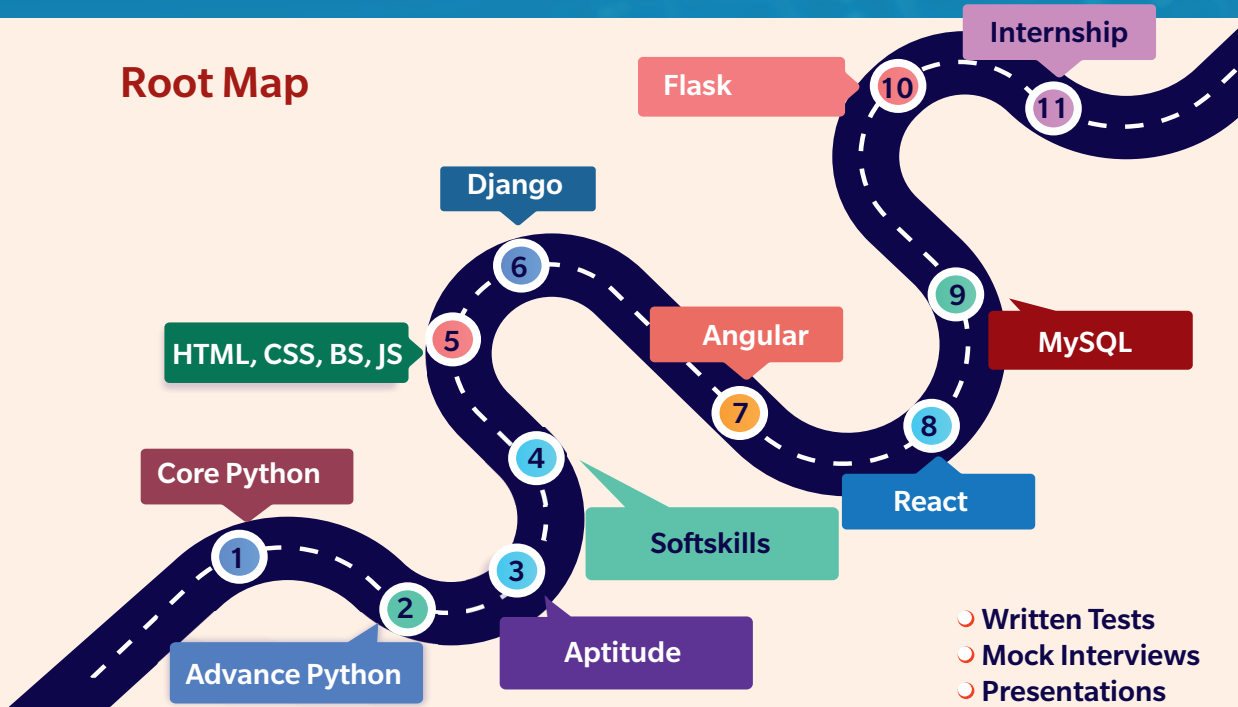 Root Map
Internship
11
Flask
10
Django
6
9
MySQL
Angular
7
HTML, CSS, BS, JS
5
8
React
4
Softskills
Core Python
1
3
Aptitude
2
Advance Python
Written Tests
Mock Interviews
Presentations